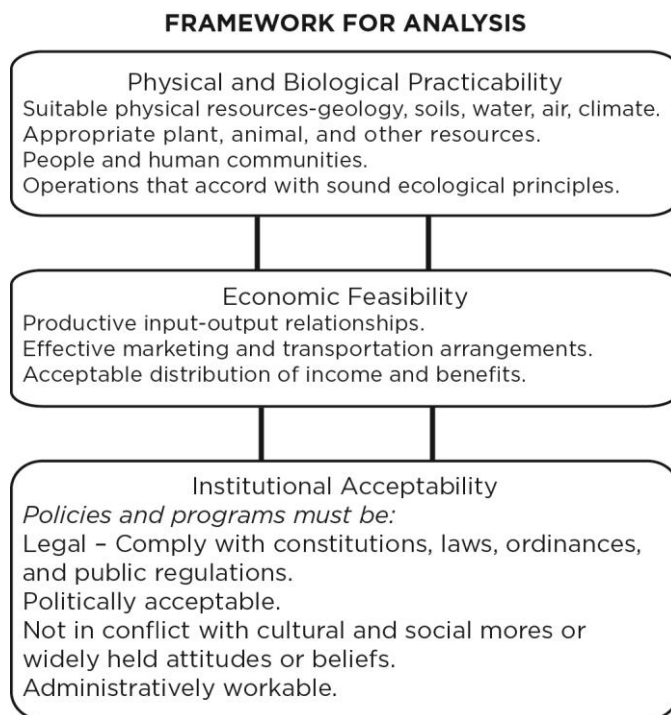 FRAMEWORK FOR ANALYSIS
Physical and Biological Practicability
Suitable physical resources-geology, soils, water, air, climate.
Appropriate plant, animal, and other resources.
People and human communities.
Operations that accord with sound ecological principles.
Economic Feasibility
Productive input-output relationships.
Effective marketing and transportation arrangements.
Acceptable distribution of income and benefits.
Institutional Acceptability
Policies and programs must be:
Legal – Comply with constitutions, laws, ordinances,
and public regulations.
Politically acceptable.
Not in conflict with cultural and social mores or
widely held attitudes or beliefs.
Administratively workable.